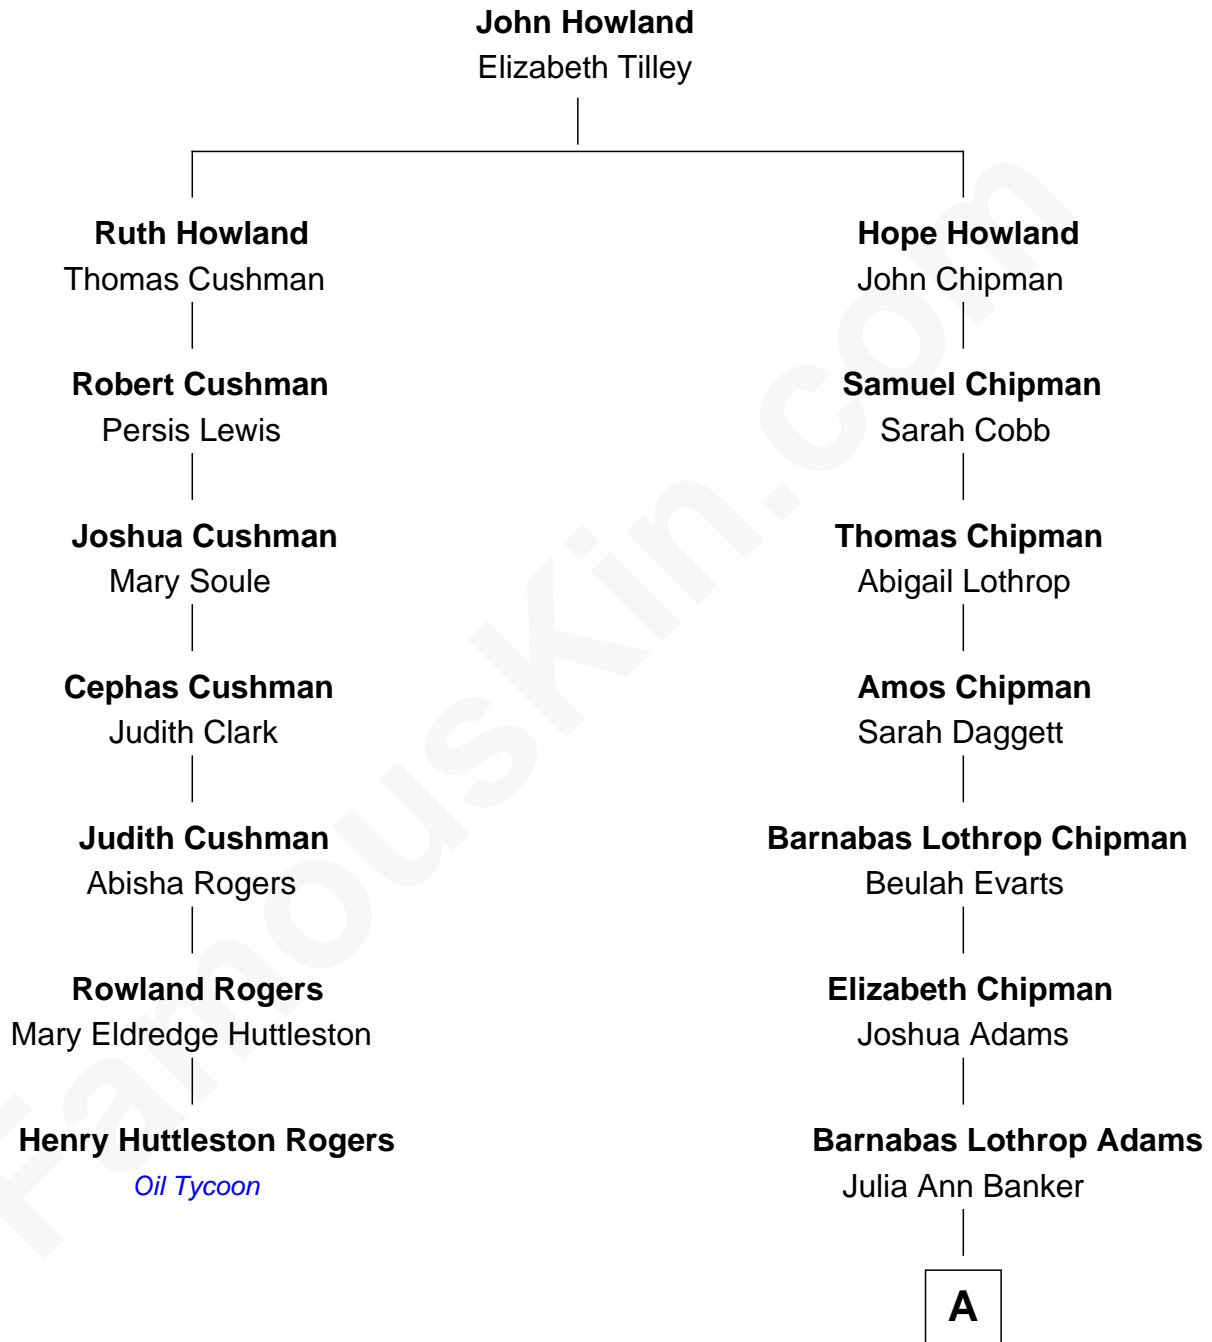 John Howland
Elizabeth Tilley
Ruth Howland
Thomas Cushman
Hope Howland
John Chipman
Robert Cushman
Persis Lewis
Samuel Chipman
Sarah Cobb
Joshua Cushman
Mary Soule
Thomas Chipman
Abigail Lothrop
Cephas Cushman
Judith Clark
Amos Chipman
Sarah Daggett
Judith Cushman
Abisha Rogers
Barnabas Lothrop Chipman
Beulah Evarts
Rowland Rogers
Mary Eldredge Huttleston
Elizabeth Chipman
Joshua Adams
Henry Huttleston Rogers
Oil Tycoon
Barnabas Lothrop Adams
Julia Ann Banker
A
FamousKin.com